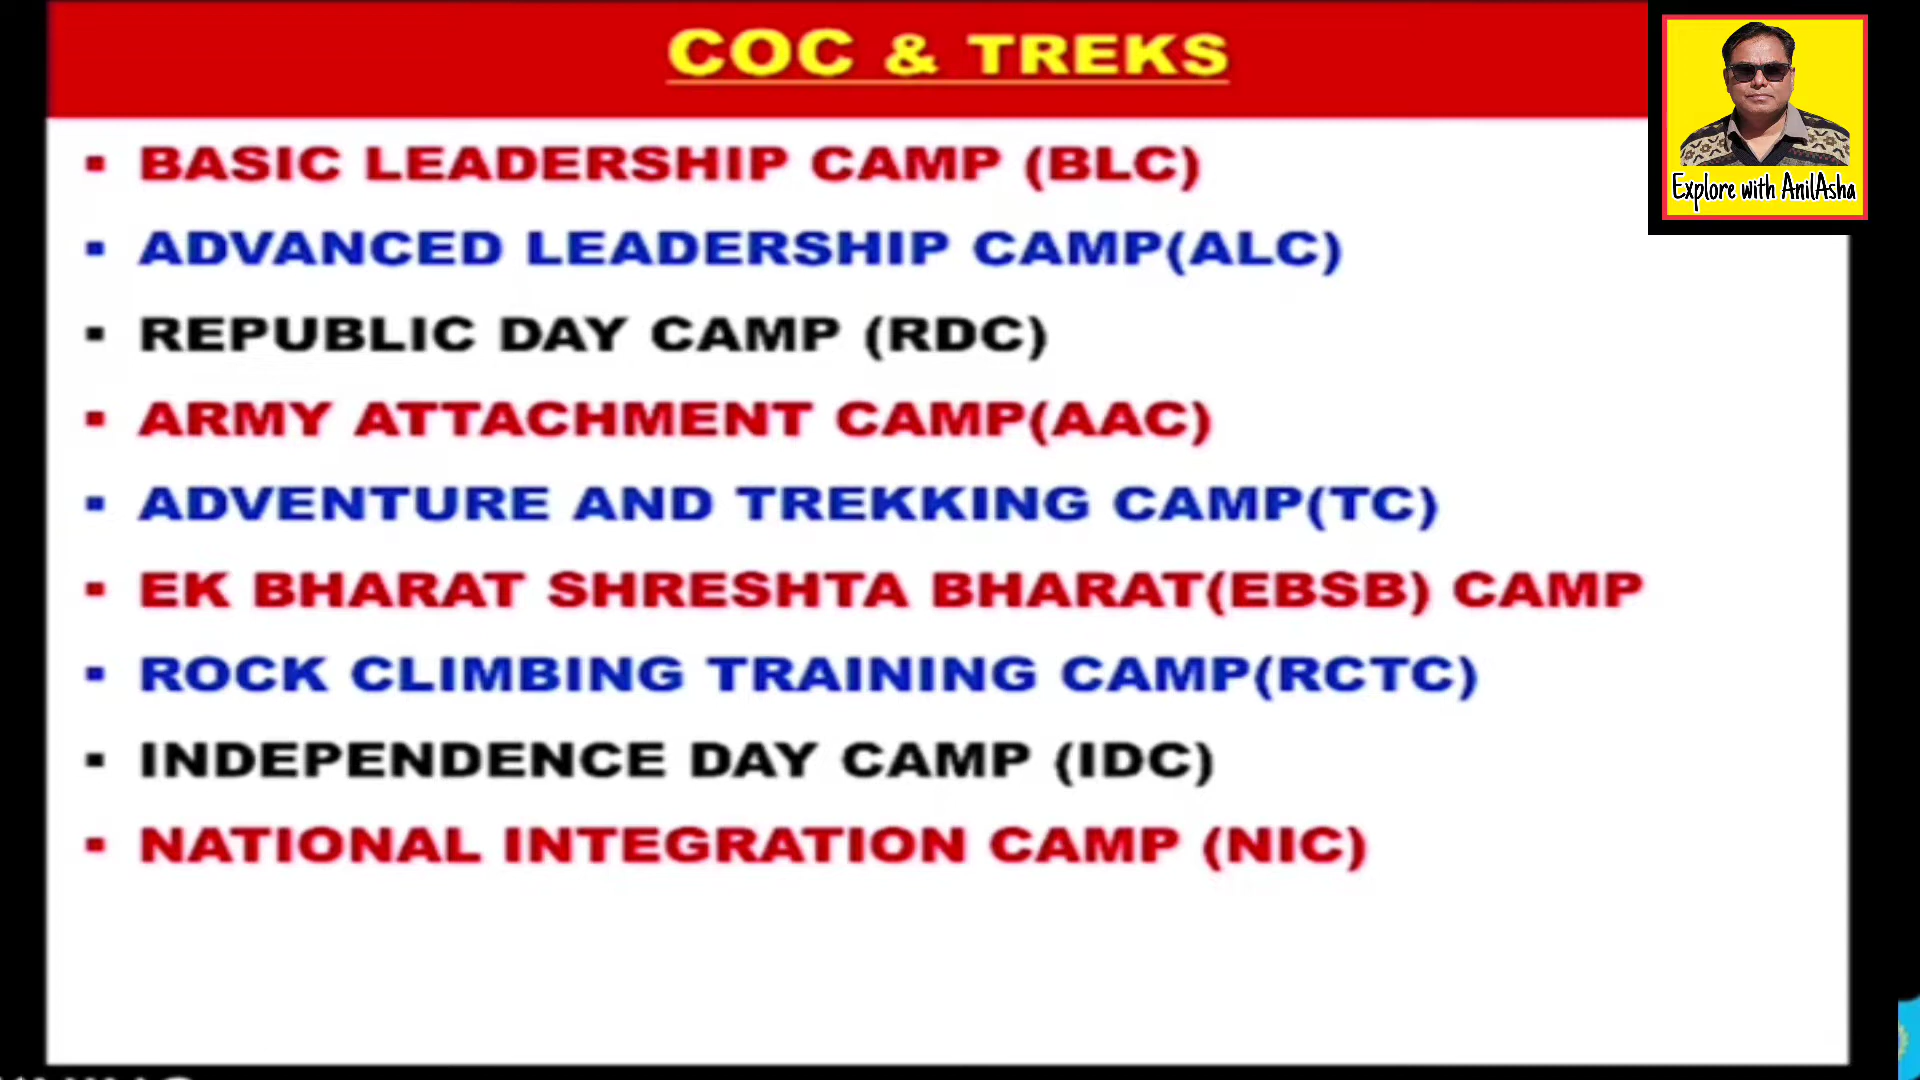 COC & TREKS
Explore with AnilAsha
▪ BASIC LEADERSHIP CAMP (BLC)
▪ ADVANCED LEADERSHIP CAMP(ALC)
▪ REPUBLIC DAY CAMP (RDC)
▪ ARMY ATTACHMENT CAMP(AAC)
▪ ADVENTURE AND TREKKING CAMP(TC)
▪ EK BHARAT SHRESHTA BHARAT(EBSB) CAMP
▪ ROCK CLIMBING TRAINING CAMP(RCTC)
▪ INDEPENDENCE DAY CAMP (IDC)
▪ NATIONAL INTEGRATION CAMP (NIC)